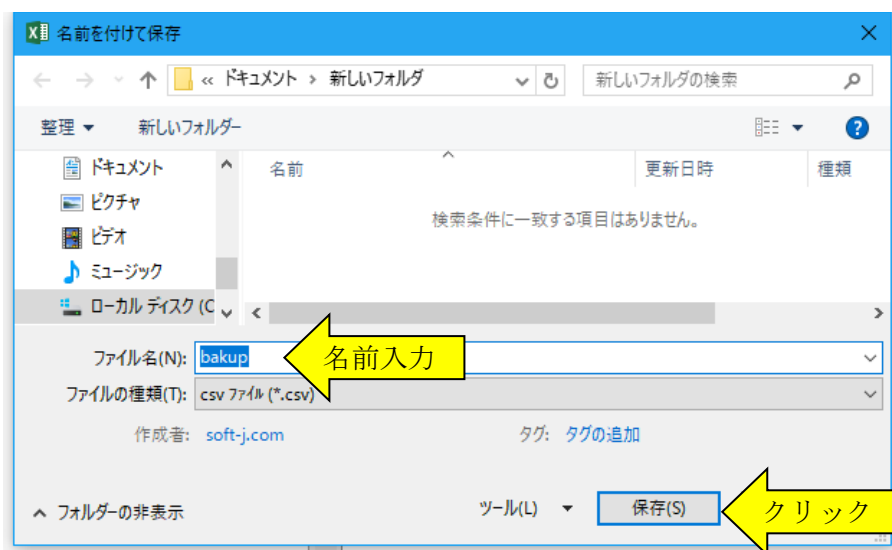 名前を付けて保存
« ドキュメント > 新しいフォルダ
新しいフォルダの検索
整理 新しいフォルダー
名前 更新日時 種類
検索条件に一致する項目はありません。
ドキュメント
ピクチャ
ビデオ
ミュージック
ローカル ディスク (C
ファイル名(N): bakup
名前入力
ファイルの種類(T): csv ファイル (*.csv)
作成者: soft-j.com タグ: タグの追加
フォルダーの非表示 ツール(L) 保存(S)
クリック